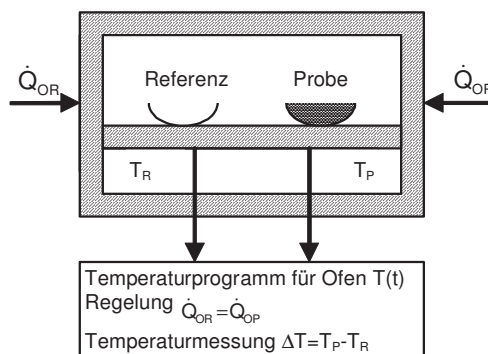 Referenz Probe
Q̇OR Q̇OP
TR TP
Temperaturprogramm für Ofen T(t)
Regelung Q̇OR=Q̇OP
Temperaturmessung ΔT=TP-TR